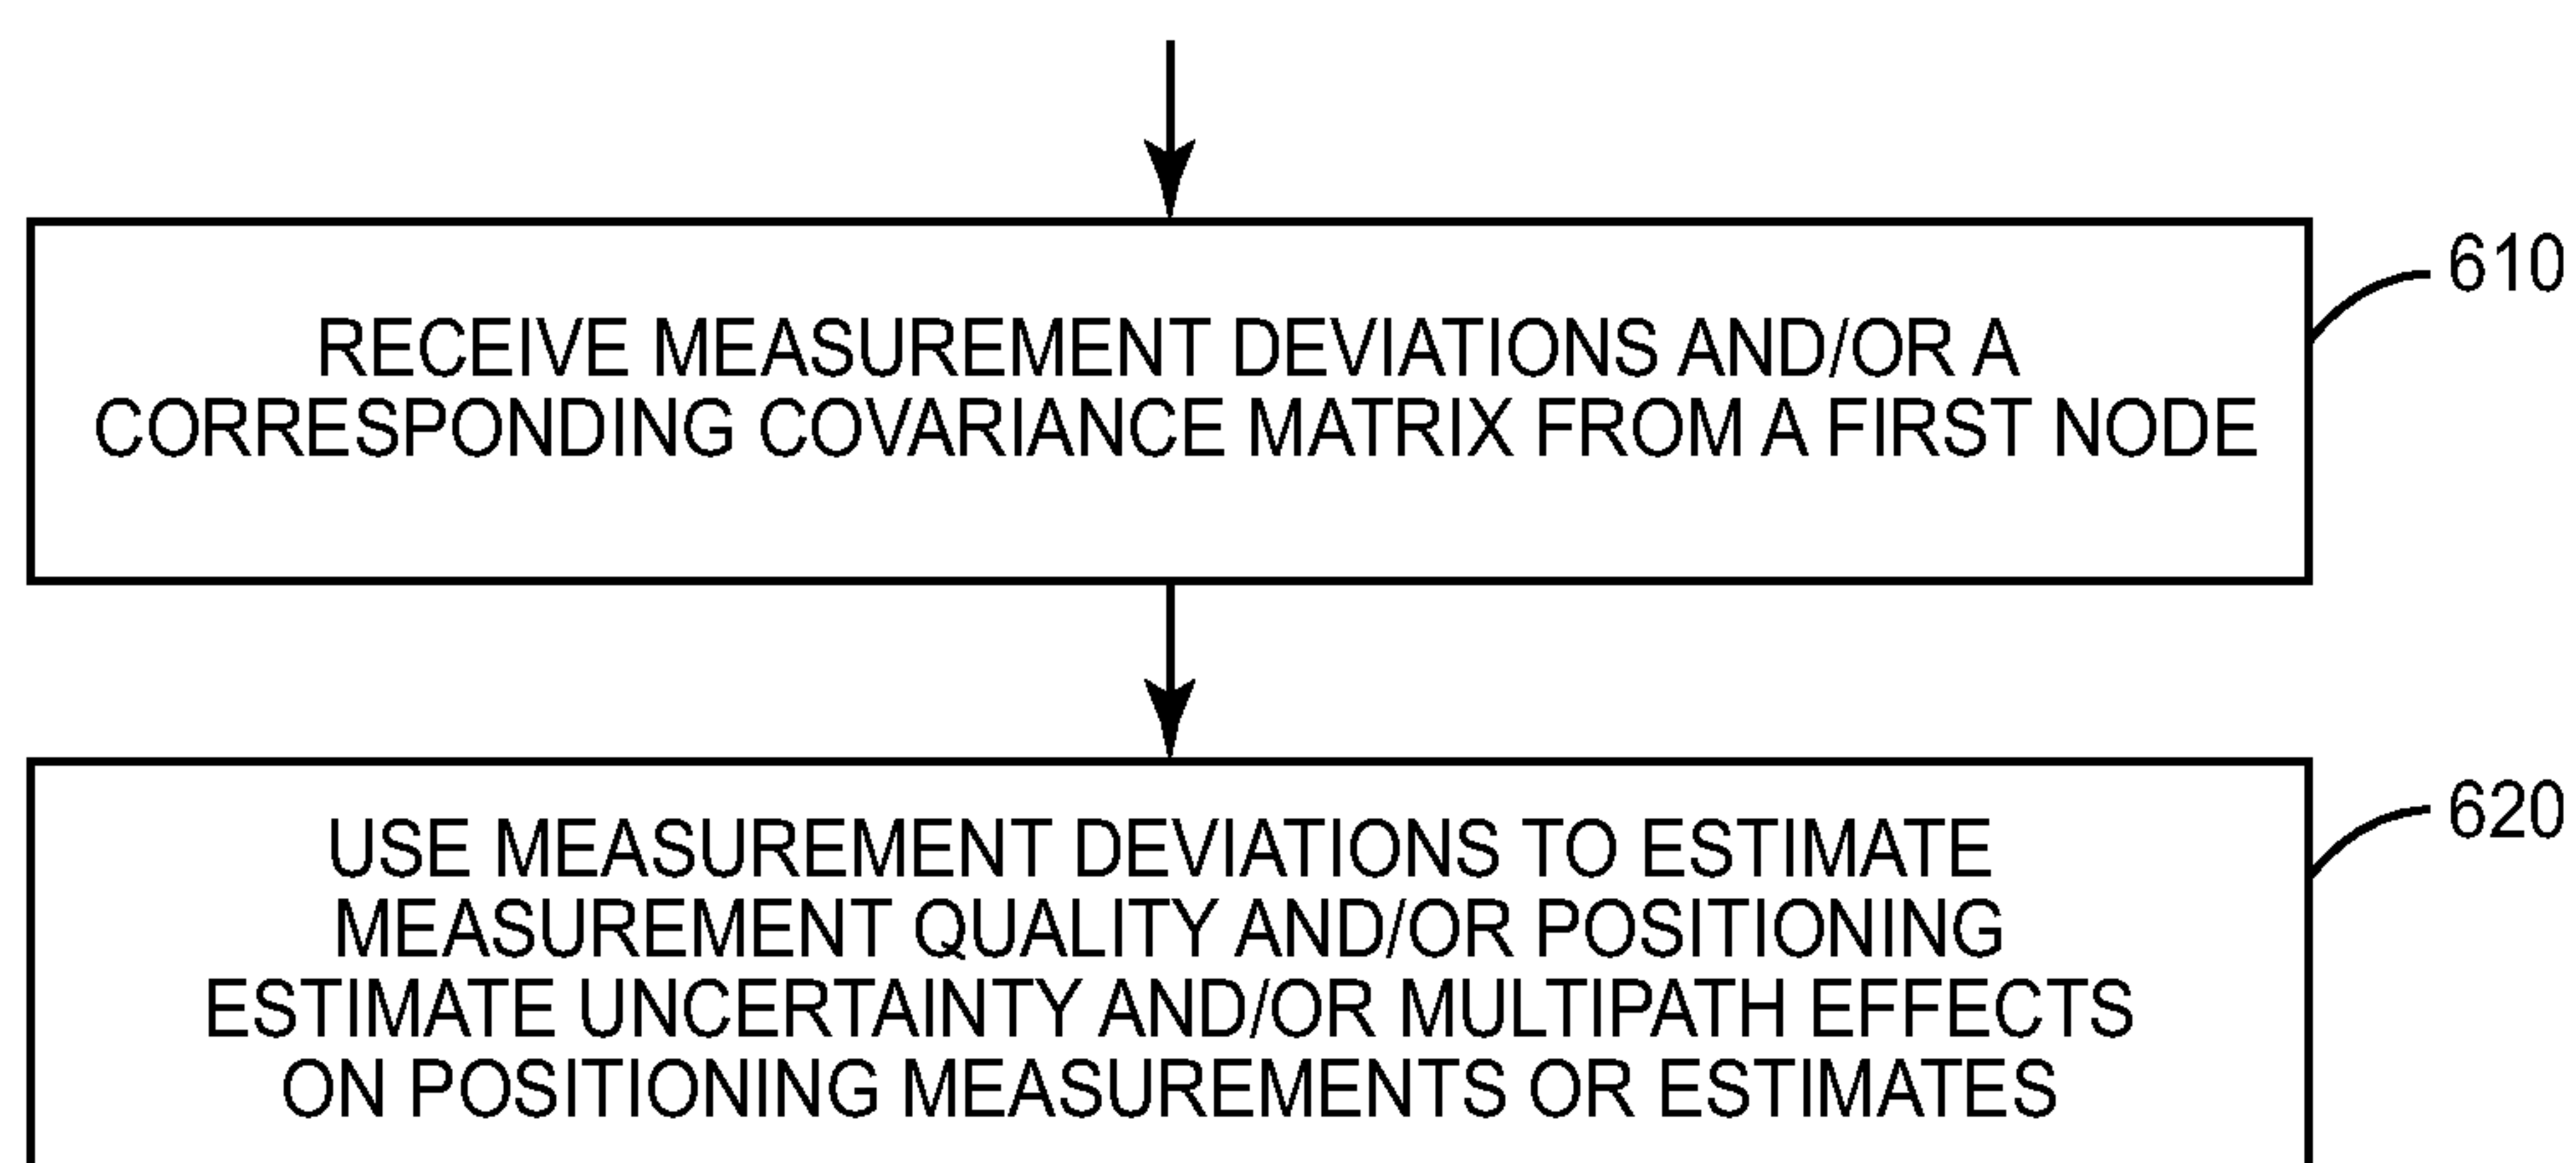 610
RECEIVE MEASUREMENT DEVIATIONS AND/OR A
CORRESPONDING COVARIANCE MATRIX FROM A FIRST NODE
620
USE MEASUREMENT DEVIATIONS TO ESTIMATE
MEASUREMENT QUALITY AND/OR POSITIONING
ESTIMATE UNCERTAINTY AND/OR MULTIPATH EFFECTS
ON POSITIONING MEASUREMENTS OR ESTIMATES